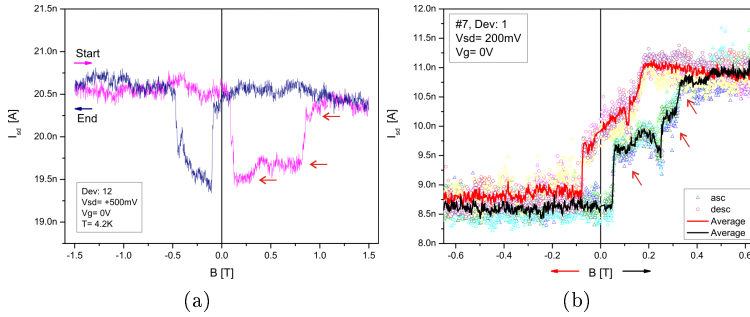 21.5n
21.0n
20.5n
20.0n
19.5n
19.0n
I_sd [A]
Start
End
Dev: 12
Vsd= +500mV
Vg= 0V
T= 4.2K
-1.5 -1.0 -0.5 0.0 0.5 1.0 1.5
B [T]
(a)
12.0n
11.5n
11.0n
10.5n
10.0n
9.5n
9.0n
8.5n
8.0n
I_sd [A]
#7, Dev: 1
Vsd= 200mV
Vg= 0V
asc
desc
Average
Average
-0.6 -0.4 -0.2 0.0 0.2 0.4 0.6
B [T]
(b)